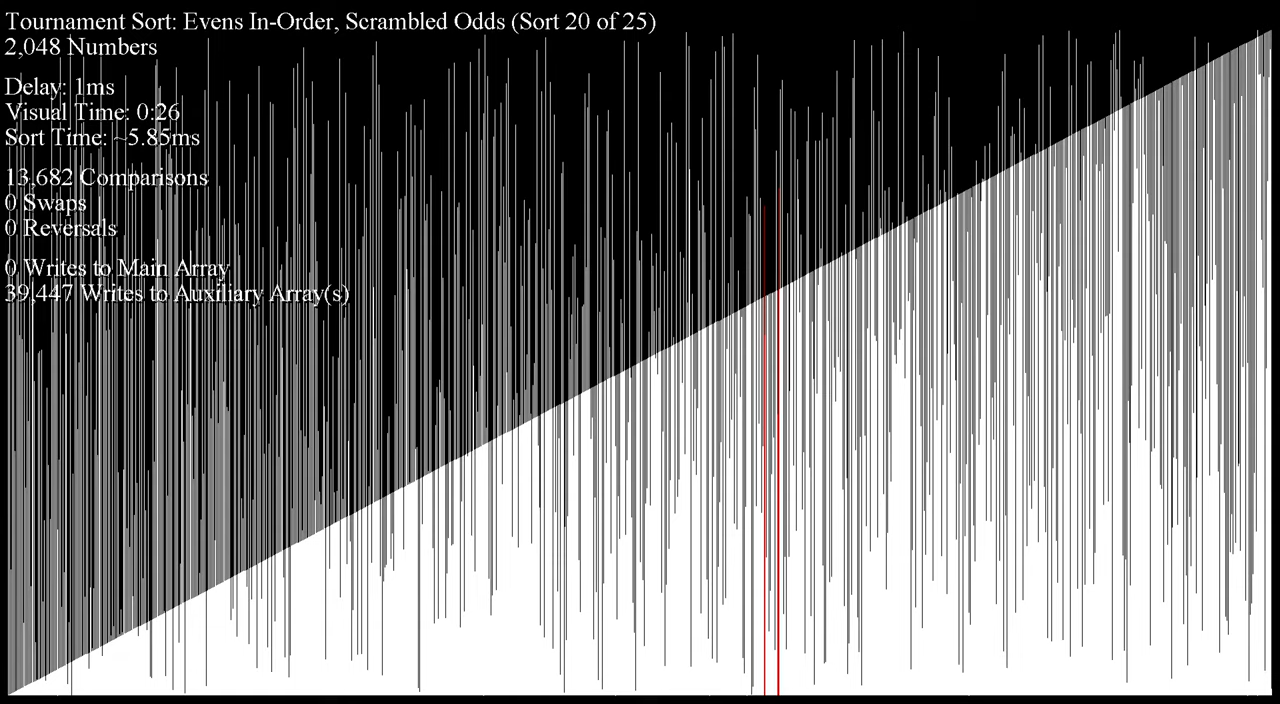 Tournament Sort: Evens In-Order, Scrambled Odds (Sort 20 of 25)
2,048 Numbers
Delay: 1ms
Visual Time: 0:26
Sort Time: ~5.85ms
13,682 Comparisons
0 Swaps
0 Reversals
0 Writes to Main Array
39,447 Writes to Auxiliary Array(s)